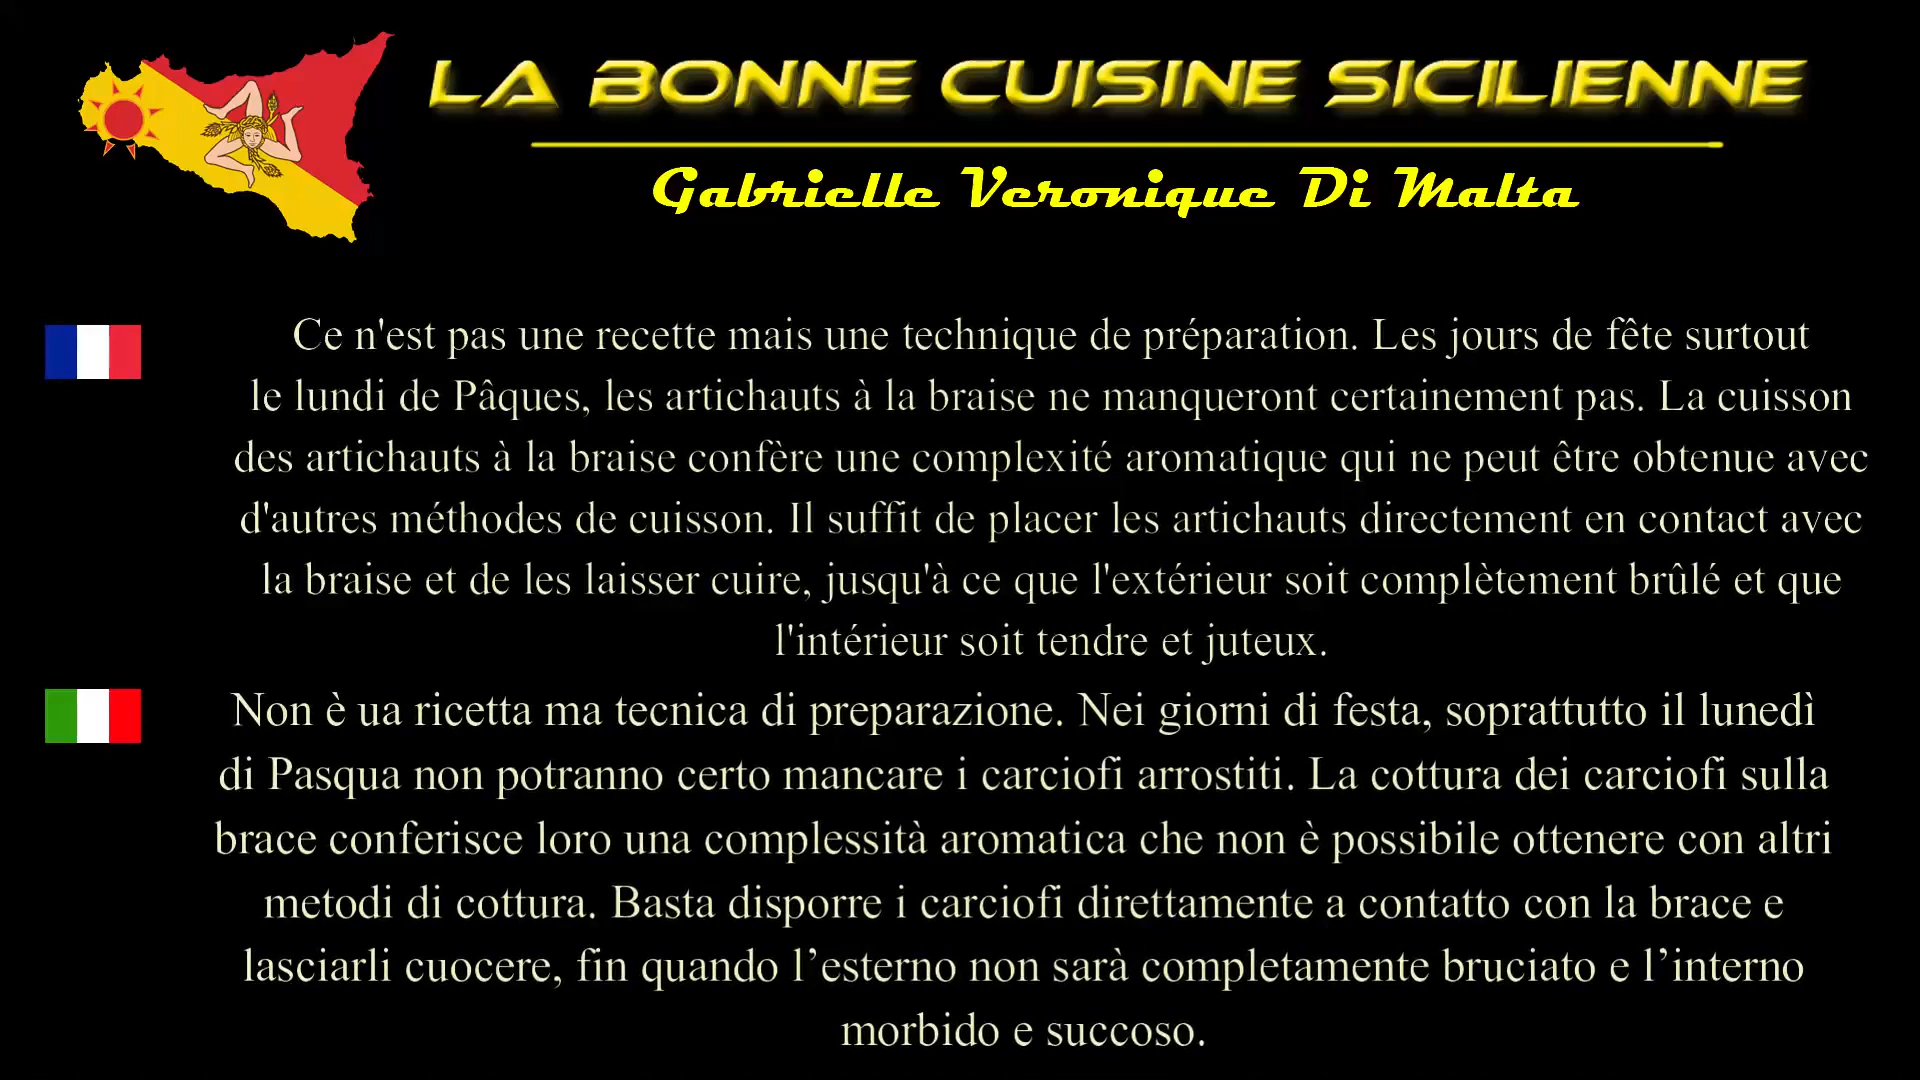 LA BONNE CUISINE SICILIENNE
Gabrielle Veronique Di Malta
Ce n'est pas une recette mais une technique de préparation. Les jours de fête surtout
le lundi de Pâques, les artichauts à la braise ne manqueront certainement pas. La cuisson
des artichauts à la braise confère une complexité aromatique qui ne peut être obtenue avec
d'autres méthodes de cuisson. Il suffit de placer les artichauts directement en contact avec
la braise et de les laisser cuire, jusqu'à ce que l'extérieur soit complètement brûlé et que
l'intérieur soit tendre et juteux.
Non è ua ricetta ma tecnica di preparazione. Nei giorni di festa, soprattutto il lunedì
di Pasqua non potranno certo mancare i carciofi arrostiti. La cottura dei carciofi sulla
brace conferisce loro una complessità aromatica che non è possibile ottenere con altri
metodi di cottura. Basta disporre i carciofi direttamente a contatto con la brace e
lasciarli cuocere, fin quando l’esterno non sarà completamente bruciato e l’interno
morbido e succoso.